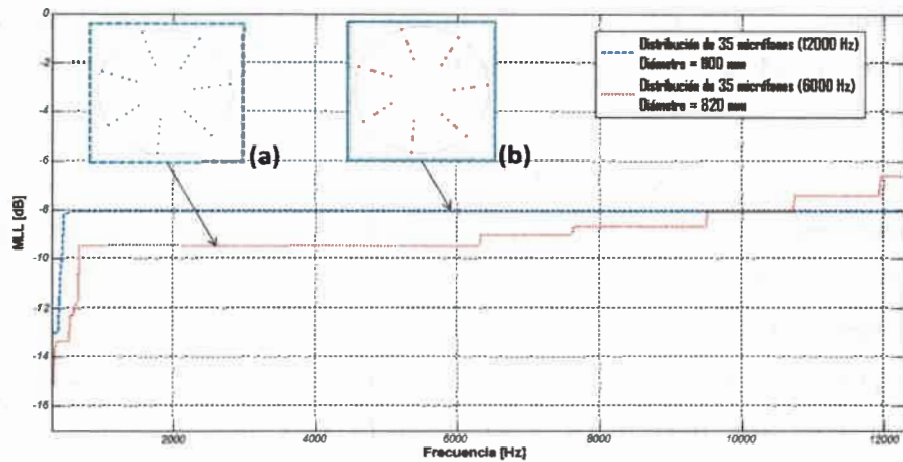 0
-2
-4
-6
-8
-10
-12
-14
-16
MLL [dB]
(a)
(b)
Distribución de 35 micrófonos (12000 Hz)
Diámetro = 1100 mm
Distribución de 35 micrófonos (6000 Hz)
Diámetro = 820 mm
2000
4000
6000
8000
10000
12000
Frecuencia [Hz]